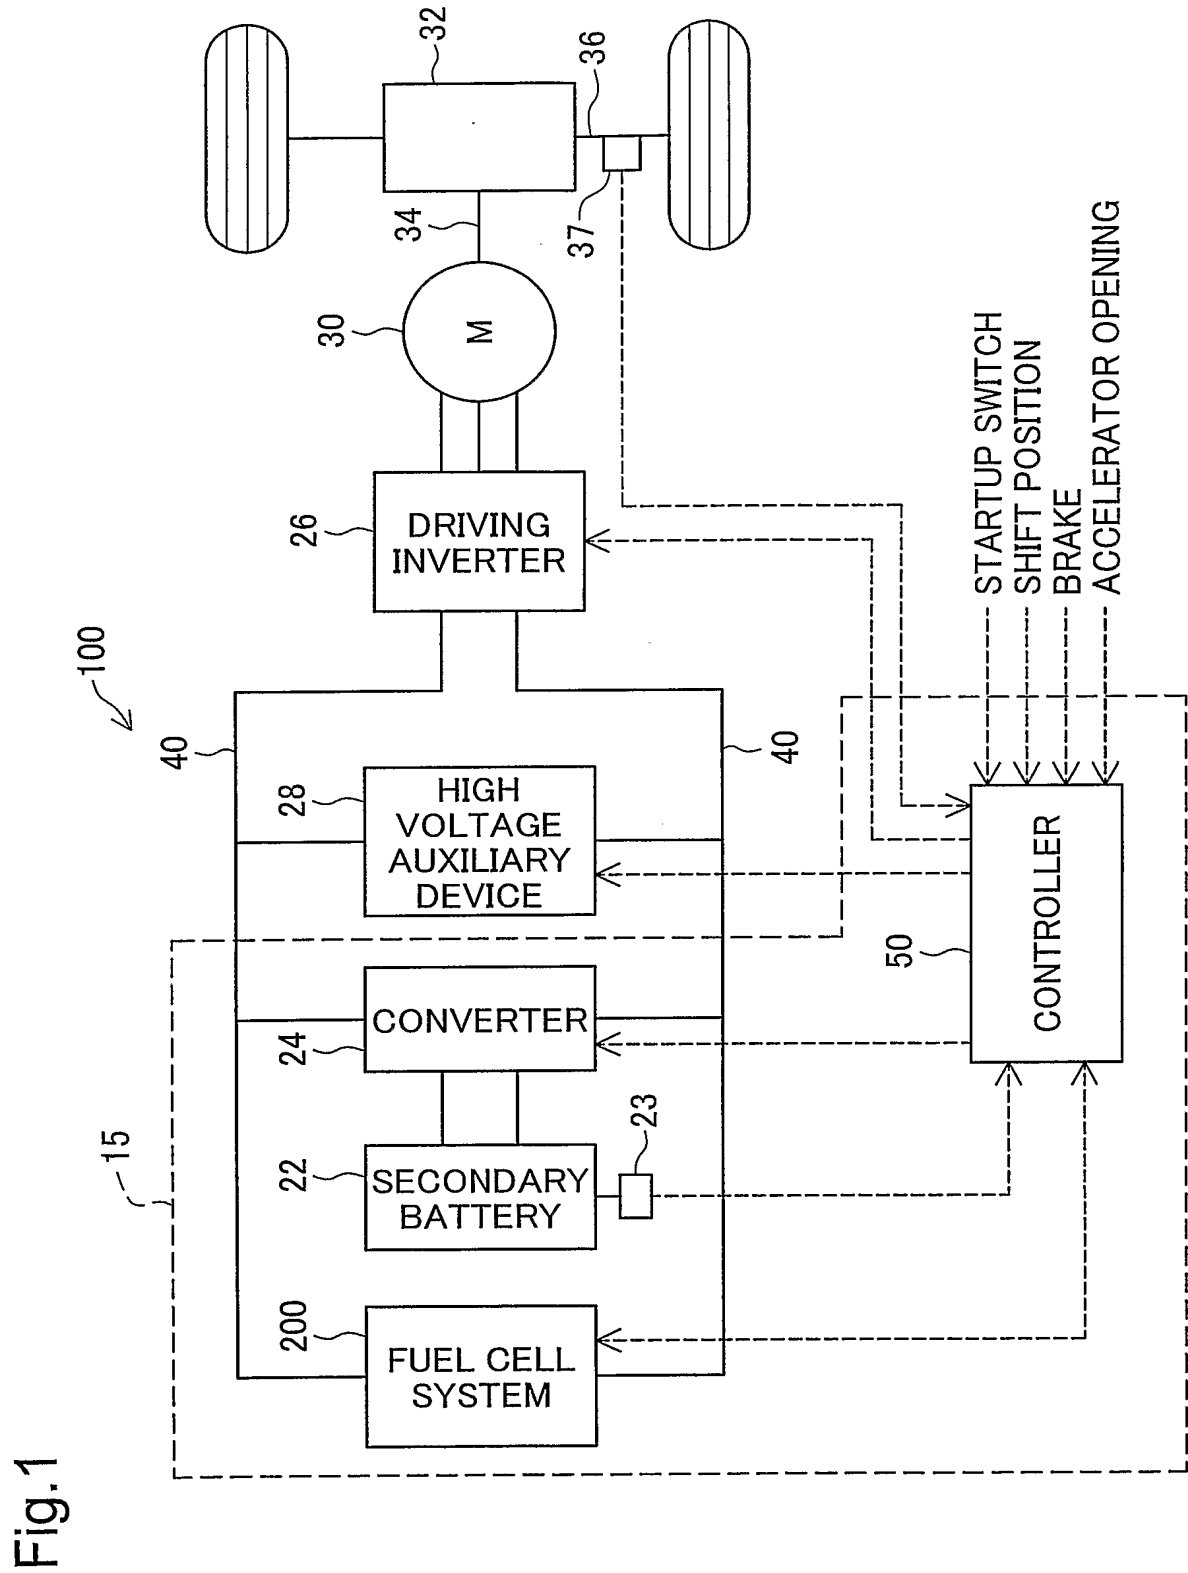 Fig.1
100
15
40
200
FUEL CELL
SYSTEM
22
SECONDARY
BATTERY
23
24
CONVERTER
28
HIGH
VOLTAGE
AUXILIARY
DEVICE
40
26
DRIVING
INVERTER
30
M
34
32
36
37
50
CONTROLLER
STARTUP SWITCH
SHIFT POSITION
BRAKE
ACCELERATOR OPENING